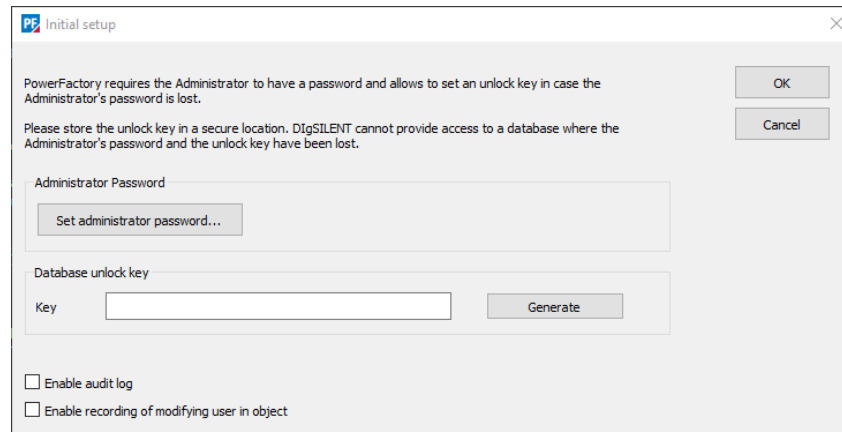 PF Initial setup
PowerFactory requires the Administrator to have a password and allows to set an unlock key in case the
Administrator's password is lost.
OK
Please store the unlock key in a secure location. DIgSILENT cannot provide access to a database where the
Administrator's password and the unlock key have been lost.
Cancel
Administrator Password
Set administrator password...
Database unlock key
Key
Generate
Enable audit log
Enable recording of modifying user in object